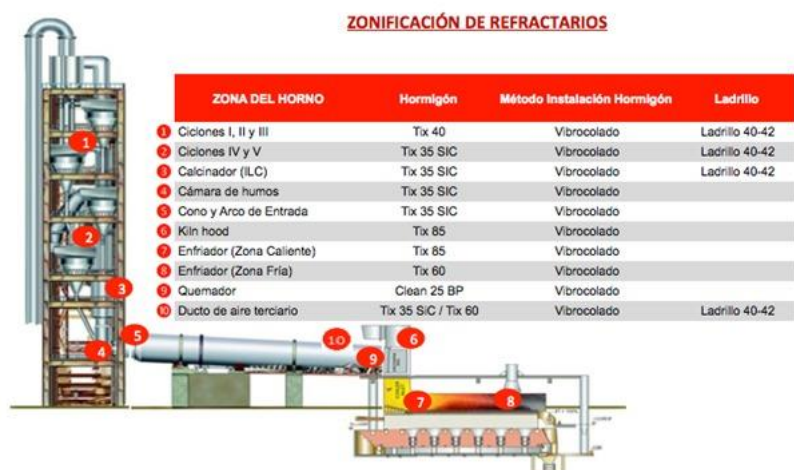 ZONIFICACIÓN DE REFRACTARIOS
ZONA DEL HORNO Hormigón Método Instalación Hormigón Ladrillo
1 Ciclones I, II y III Tix 40 Vibrocolado Ladrillo 40-42
2 Ciclones IV y V Tix 35 SIC Vibrocolado Ladrillo 40-42
3 Calcinador (ILC) Tix 35 SIC Vibrocolado Ladrillo 40-42
4 Cámara de humos Tix 35 SIC Vibrocolado
5 Cono y Arco de Entrada Tix 35 SIC Vibrocolado
6 Kiln hood Tix 85 Vibrocolado
7 Enfriador (Zona Caliente) Tix 85 Vibrocolado
8 Enfriador (Zona Fría) Tix 60 Vibrocolado
9 Quemador Clean 25 BP Vibrocolado
10 Ducto de aire terciario Tix 35 SiC / Tix 60 Vibrocolado Ladrillo 40-42
1
2
3
4
5
10
6
9
7
8